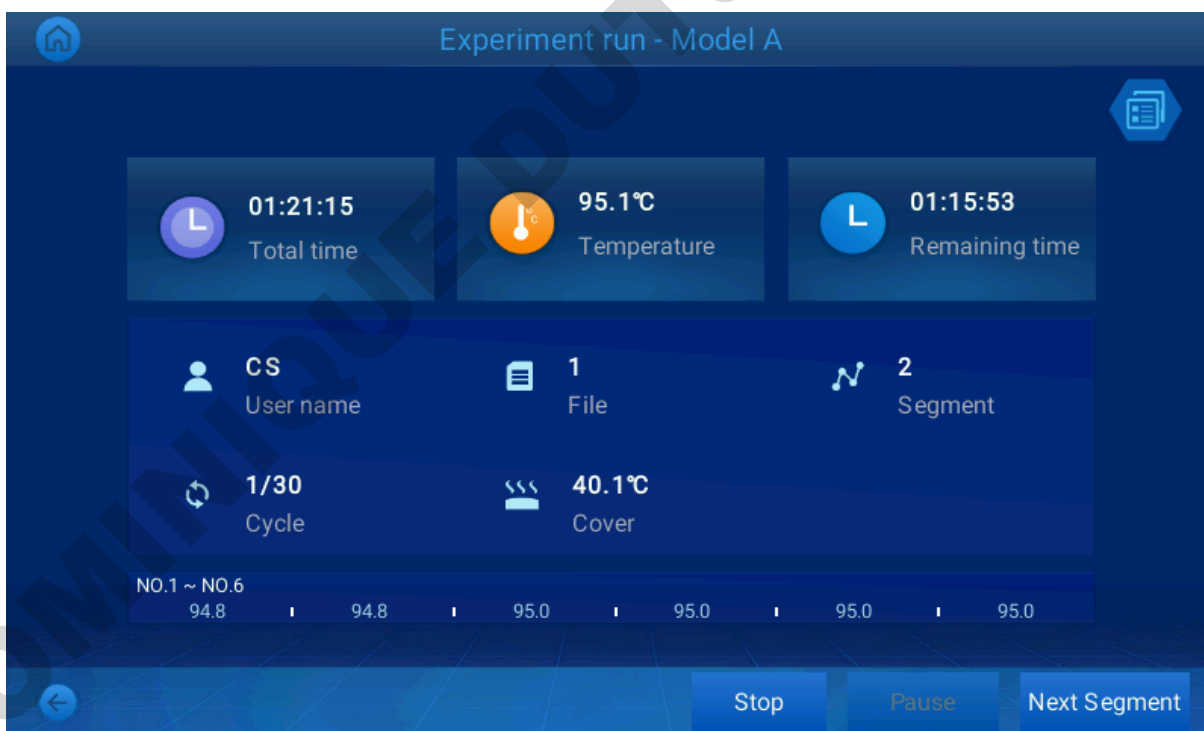 Experiment run - Model A
01:21:15
Total time
95.1℃
Temperature
01:15:53
Remaining time
CS
User name
1
File
2
Segment
1/30
Cycle
40.1℃
Cover
NO.1 ~ NO.6
94.8 ı 94.8 ı 95.0 ı 95.0 ı 95.0 ı 95.0
Stop Pause Next Segment